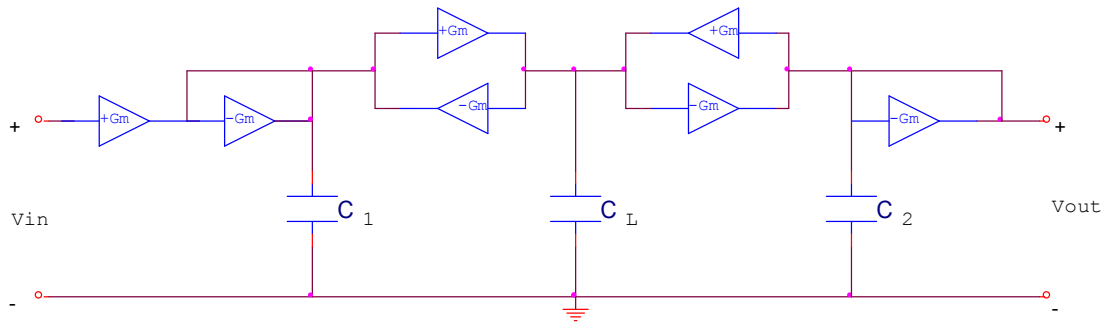 +Gm
+Gm
-Gm
-Gm
+ +Gm -Gm -Gm +
Vin C 1 C L C 2 Vout
- -